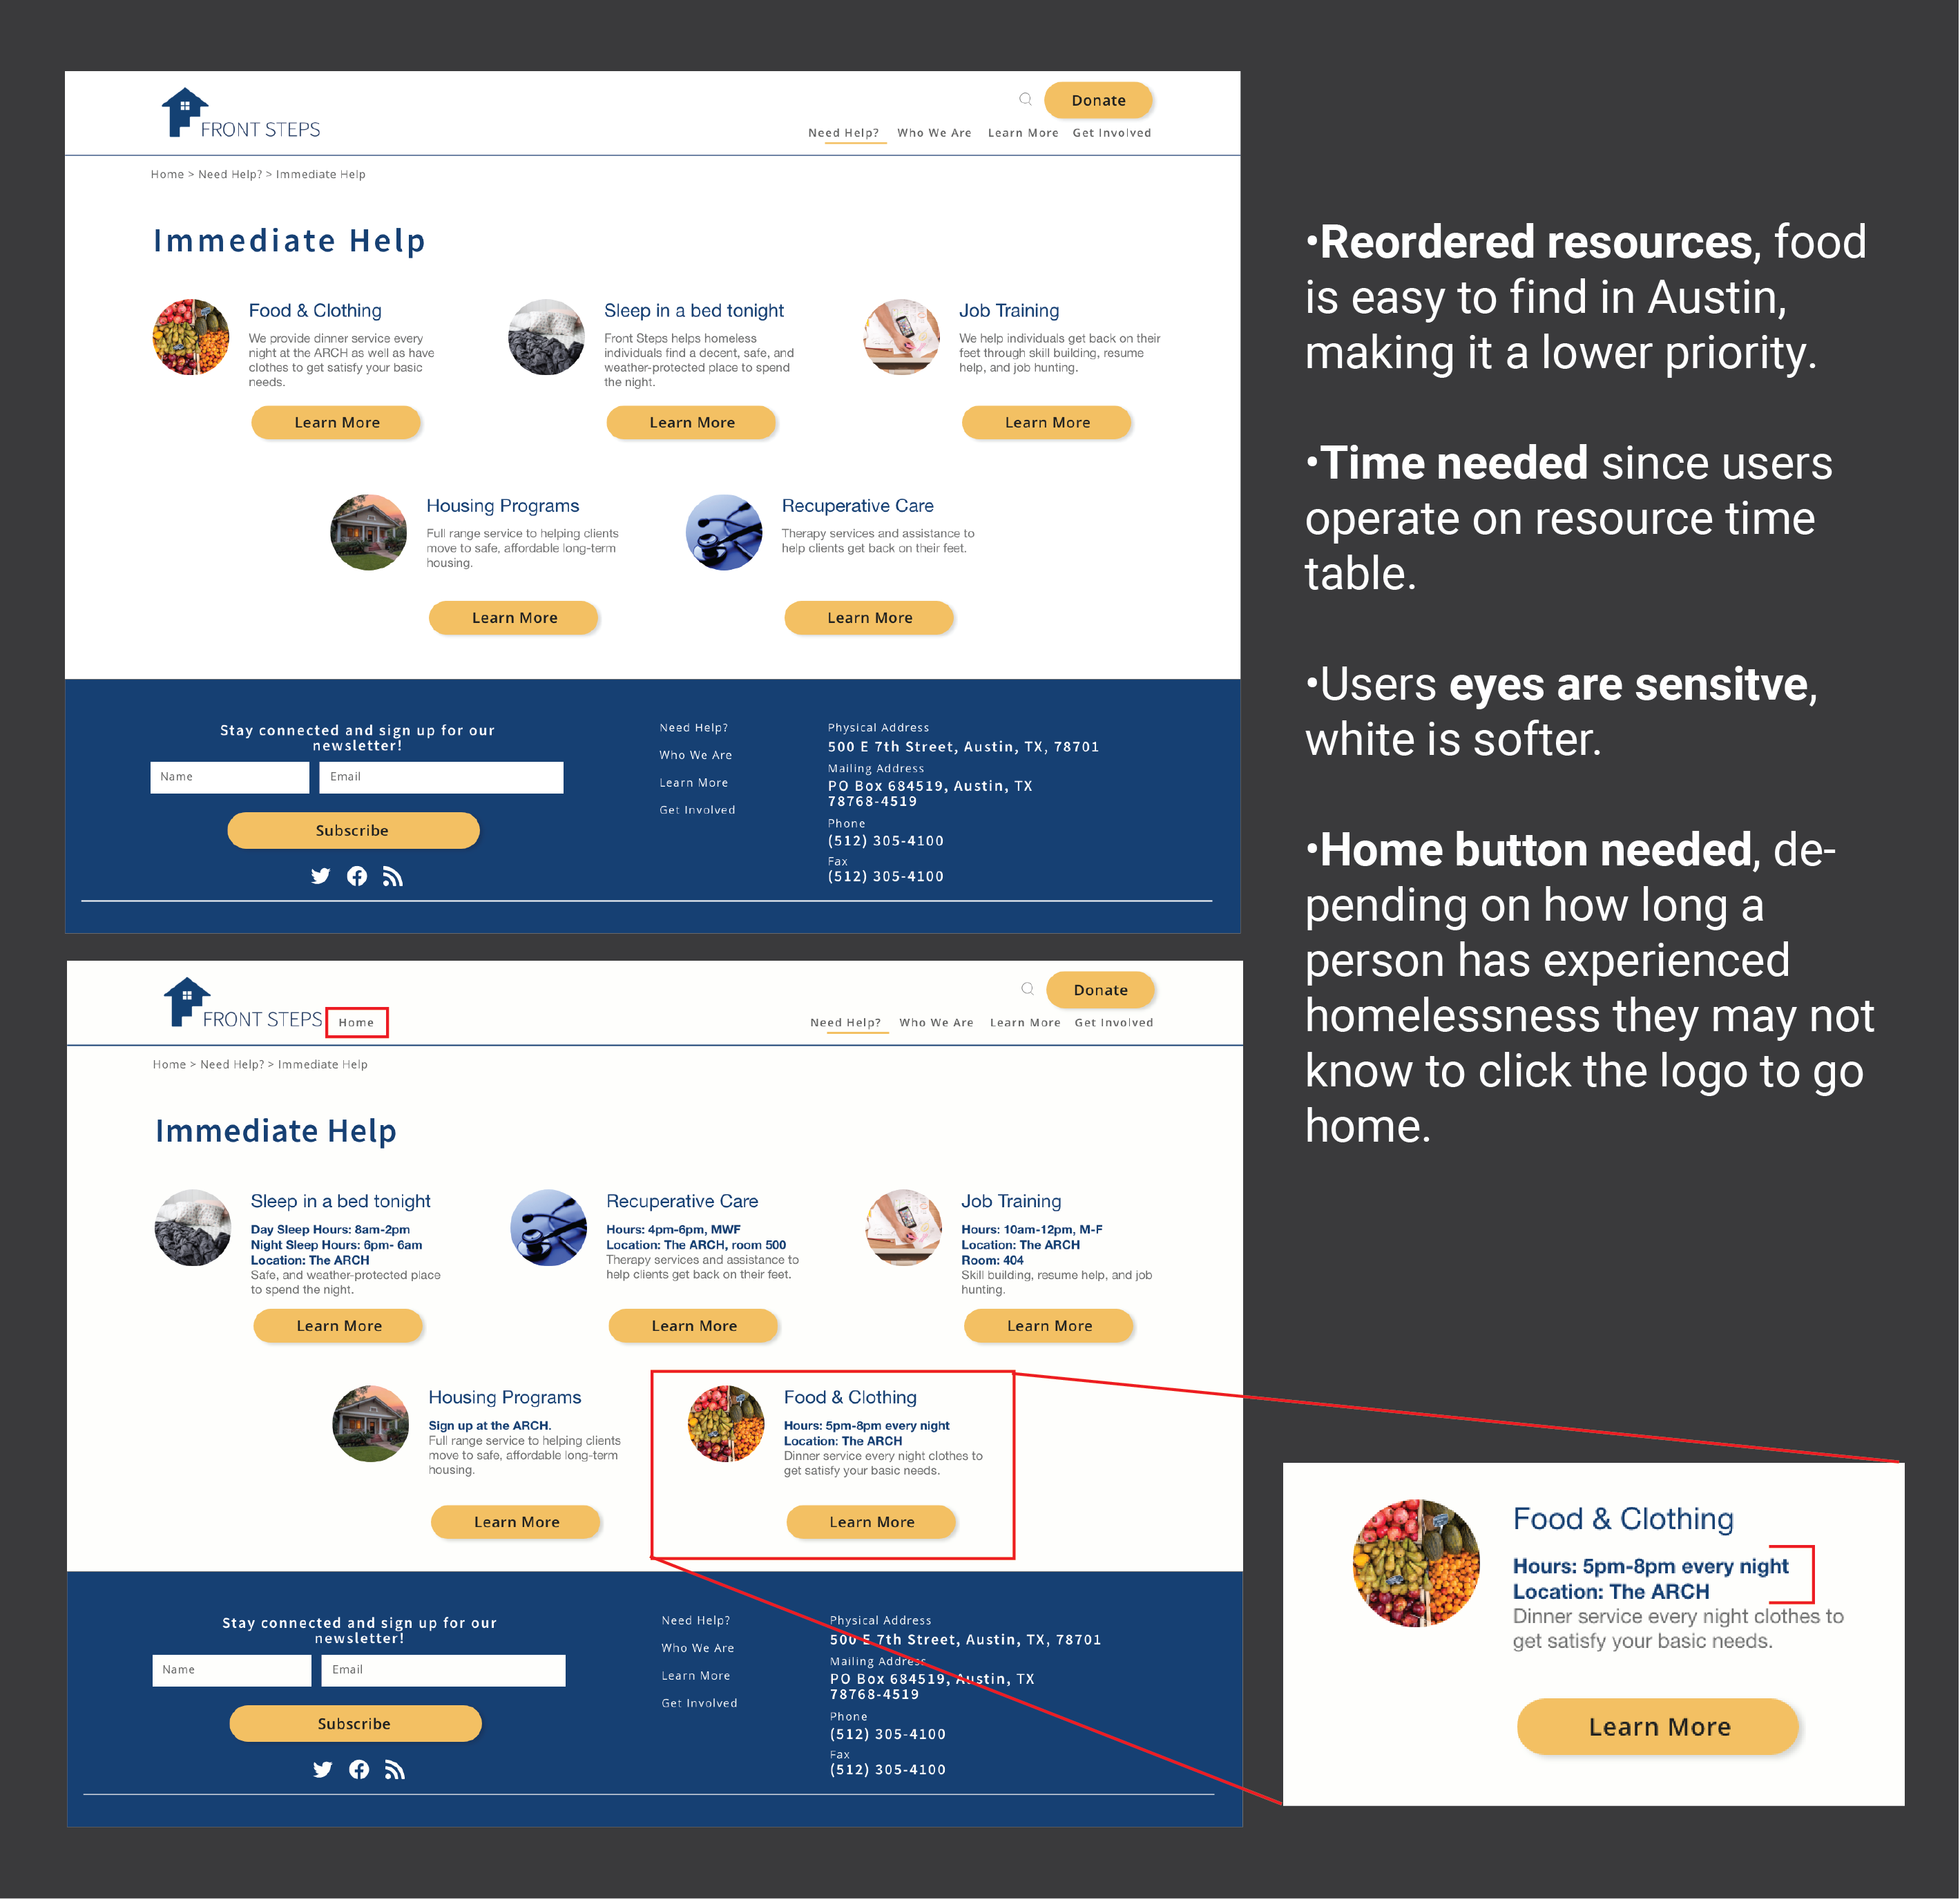 FRONT STEPS
Donate
Need Help? Who We Are Learn More Get Involved
Home > Need Help? > Immediate Help
Immediate Help
Food & Clothing
We provide dinner service every
night at the ARCH as well as have
clothes to get satisfy your basic
needs.
Learn More
Sleep in a bed tonight
Front Steps helps homeless
individuals find a decent, safe, and
weather-protected place to spend
the night.
Learn More
Job Training
We help individuals get back on their
feet through skill building, resume
help, and job hunting.
Learn More
Housing Programs
Full range service to helping clients
move to safe, affordable long-term
housing.
Learn More
Recuperative Care
Therapy services and assistance to
help clients get back on their feet.
Learn More
Stay connected and sign up for our
newsletter!
Name
Email
Subscribe
Need Help?
Who We Are
Learn More
Get Involved
Physical Address
500 E 7th Street, Austin, TX, 78701
Mailing Address
PO Box 684519, Austin, TX
78768-4519
Phone
(512) 305-4100
Fax
(512) 305-4100
•Reordered resources, food
is easy to find in Austin,
making it a lower priority.
•Time needed since users
operate on resource time
table.
•Users eyes are sensitve,
white is softer.
•Home button needed, de-
pending on how long a
person has experienced
homelessness they may not
know to click the logo to go
home.
FRONT STEPS
Home
Donate
Need Help? Who We Are Learn More Get Involved
Home > Need Help? > Immediate Help
Immediate Help
Sleep in a bed tonight
Day Sleep Hours: 8am-2pm
Night Sleep Hours: 6pm- 6am
Location: The ARCH
Safe, and weather-protected place
to spend the night.
Learn More
Recuperative Care
Hours: 4pm-6pm, MWF
Location: The ARCH, room 500
Therapy services and assistance to
help clients get back on their feet.
Learn More
Job Training
Hours: 10am-12pm, M-F
Location: The ARCH
Room: 404
Skill building, resume help, and job
hunting.
Learn More
Housing Programs
Sign up at the ARCH.
Full range service to helping clients
move to safe, affordable long-term
housing.
Learn More
Food & Clothing
Hours: 5pm-8pm every night
Location: The ARCH
Dinner service every night clothes to
get satisfy your basic needs.
Learn More
Stay connected and sign up for our
newsletter!
Name
Email
Subscribe
Need Help?
Who We Are
Learn More
Get Involved
Physical Address
500 E 7th Street, Austin, TX, 78701
Mailing Address
PO Box 684519, Austin, TX
78768-4519
Phone
(512) 305-4100
Fax
(512) 305-4100
Food & Clothing
Hours: 5pm-8pm every night
Location: The ARCH
Dinner service every night clothes to
get satisfy your basic needs.
Learn More